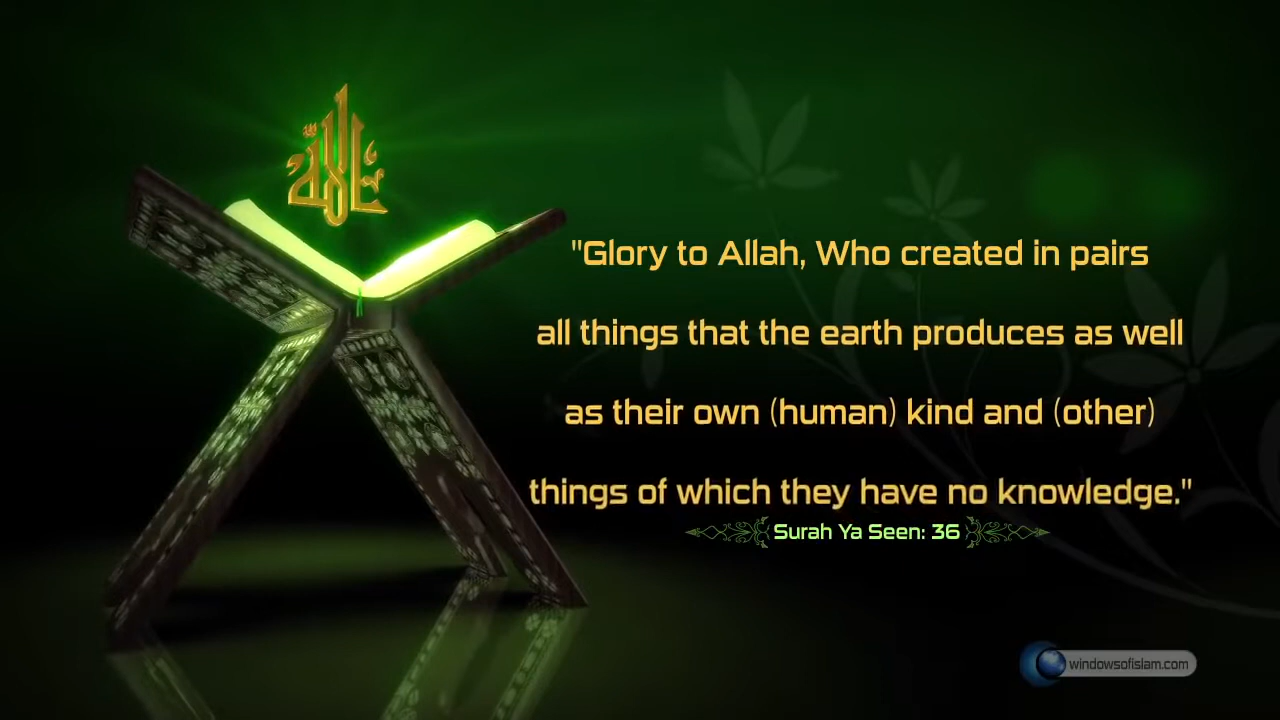 الله
"Glory to Allah, Who created in pairs
all things that the earth produces as well
as their own (human) kind and (other)
things of which they have no knowledge."
Surah Ya Seen: 36
windowsofislam.com